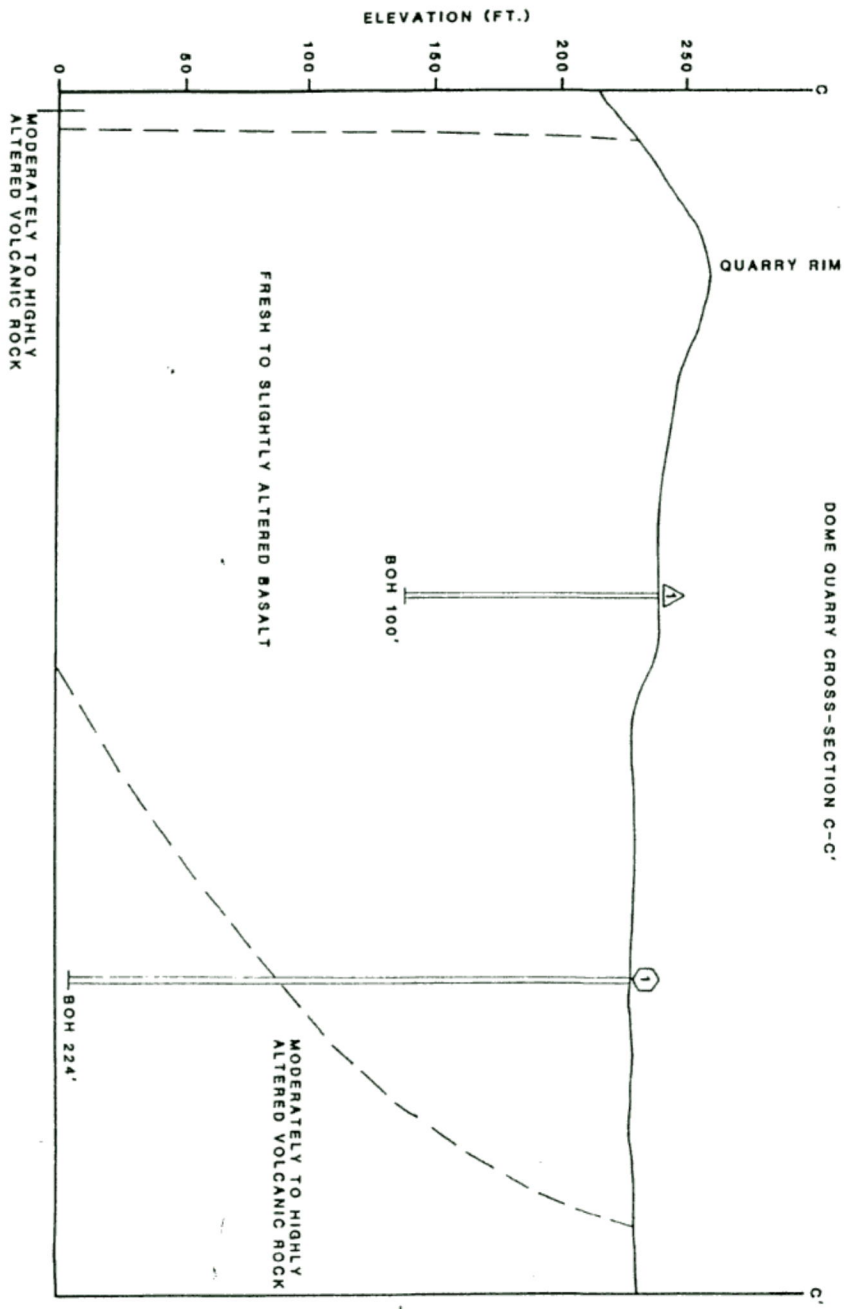 DOME QUARRY CROSS-SECTION C-C'
C
C'
QUARRY RIM
ELEVATION (FT.)
250
200
150
100
50
0
1
1
BOH 100'
BOH 224'
FRESH TO SLIGHTLY ALTERED BASALT
MODERATELY TO HIGHLY
ALTERED VOLCANIC ROCK
MODERATELY TO HIGHLY
ALTERED VOLCANIC ROCK